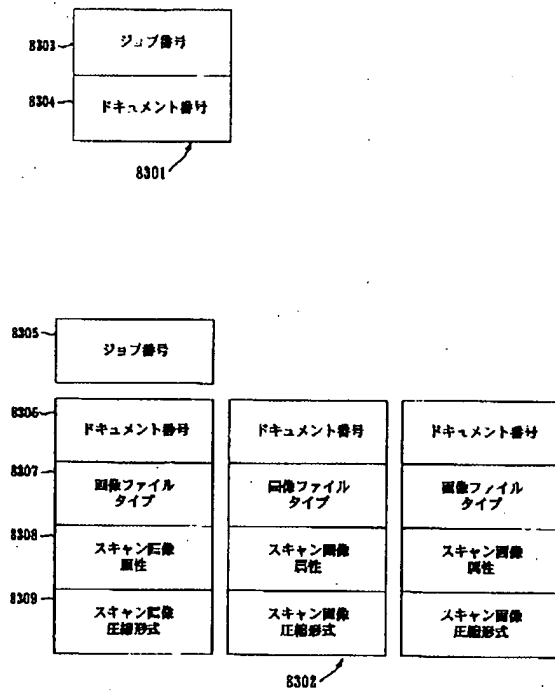 8303
ジョブ番号
8304
ドキュメント番号
8301
8305
ジョブ番号
8306
ドキュメント番号
ドキュメント番号
ドキュメント番号
8307
画像ファイル
タイプ
画像ファイル
タイプ
画像ファイル
タイプ
8308
スキャン画像
属性
スキャン画像
属性
スキャン画像
属性
8309
スキャン画像
圧縮形式
スキャン画像
圧縮形式
スキャン画像
圧縮形式
8302